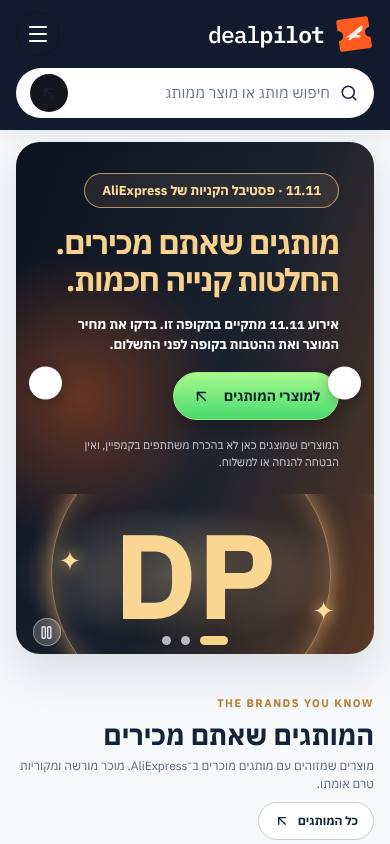 dealpilot
חיפוש מותג או מוצר ממותג
11.11 · פסטיבל הקניות של AliExpress
מותגים שאתם מכירים.
החלטות קנייה חכמות.
אירוע 11.11 מתקיים בתקופה זו. בדקו את מחיר
המוצר ואת ההטבות בקופה לפני התשלום.
למוצרי המותגים
המוצרים שמוצגים כאן לא בהכרח משתתפים בקמפיין, ואין
הבטחה להנחה או למשלוח.
DP
THE BRANDS YOU KNOW
המותגים שאתם מכירים
מוצרים שמזוהים עם מותגים מוכרים ב־AliExpress. מוכר מורשה ומקוריות
טרם אומתו.
כל המותגים